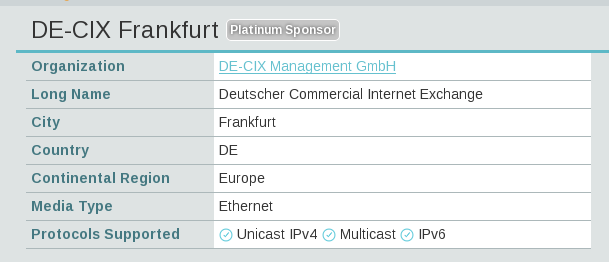 DE-CIX Frankfurt Platinum Sponsor
Organization DE-CIX Management GmbH
Long Name Deutscher Commercial Internet Exchange
City Frankfurt
Country DE
Continental Region Europe
Media Type Ethernet
Protocols Supported Unicast IPv4 Multicast IPv6